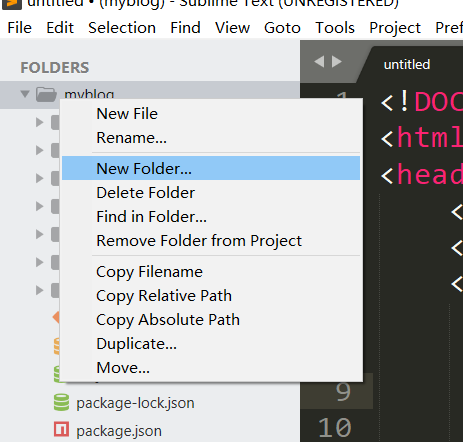 untitled • (myblog) - Sublime Text (UNREGISTERED)
File Edit Selection Find View Goto Tools Project Pref
FOLDERS
untitled
myblog
New File
Rename...
New Folder...
Delete Folder
Find in Folder...
Remove Folder from Project
Copy Filename
Copy Relative Path
Copy Absolute Path
Duplicate...
Move...
package-lock.json
package.json
1 <!DOC
<html
<head
<
<
<
9
10